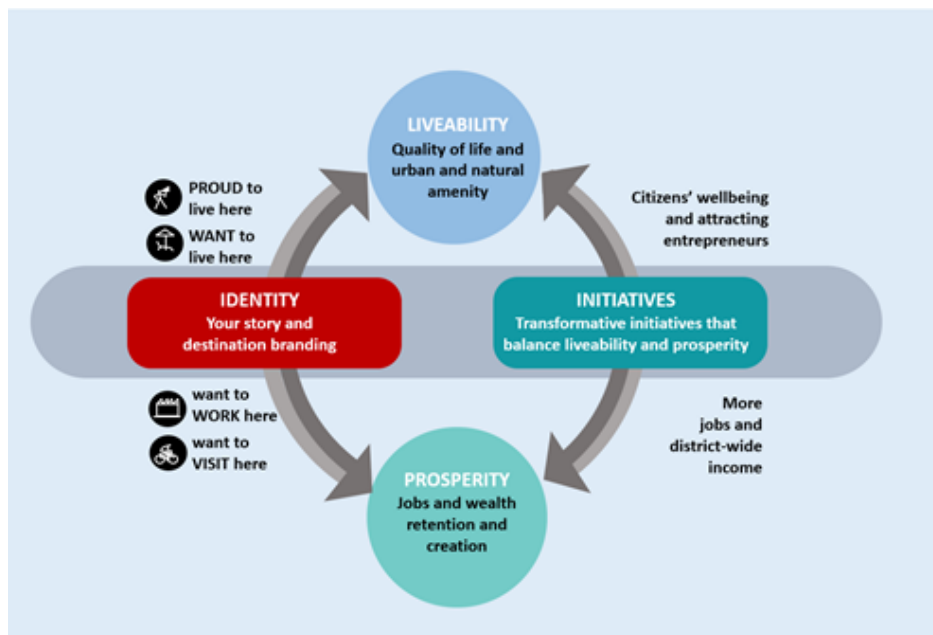 LIVEABILITY
Quality of life and
urban and natural
amenity
PROUD to
live here
WANT to
live here
Citizens' wellbeing
and attracting
entrepreneurs
IDENTITY
Your story and
destination branding
INITIATIVES
Transformative initiatives that
balance liveability and prosperity
want to
WORK here
want to
VISIT here
More
jobs and
district-wide
income
PROSPERITY
Jobs and wealth
retention and
creation